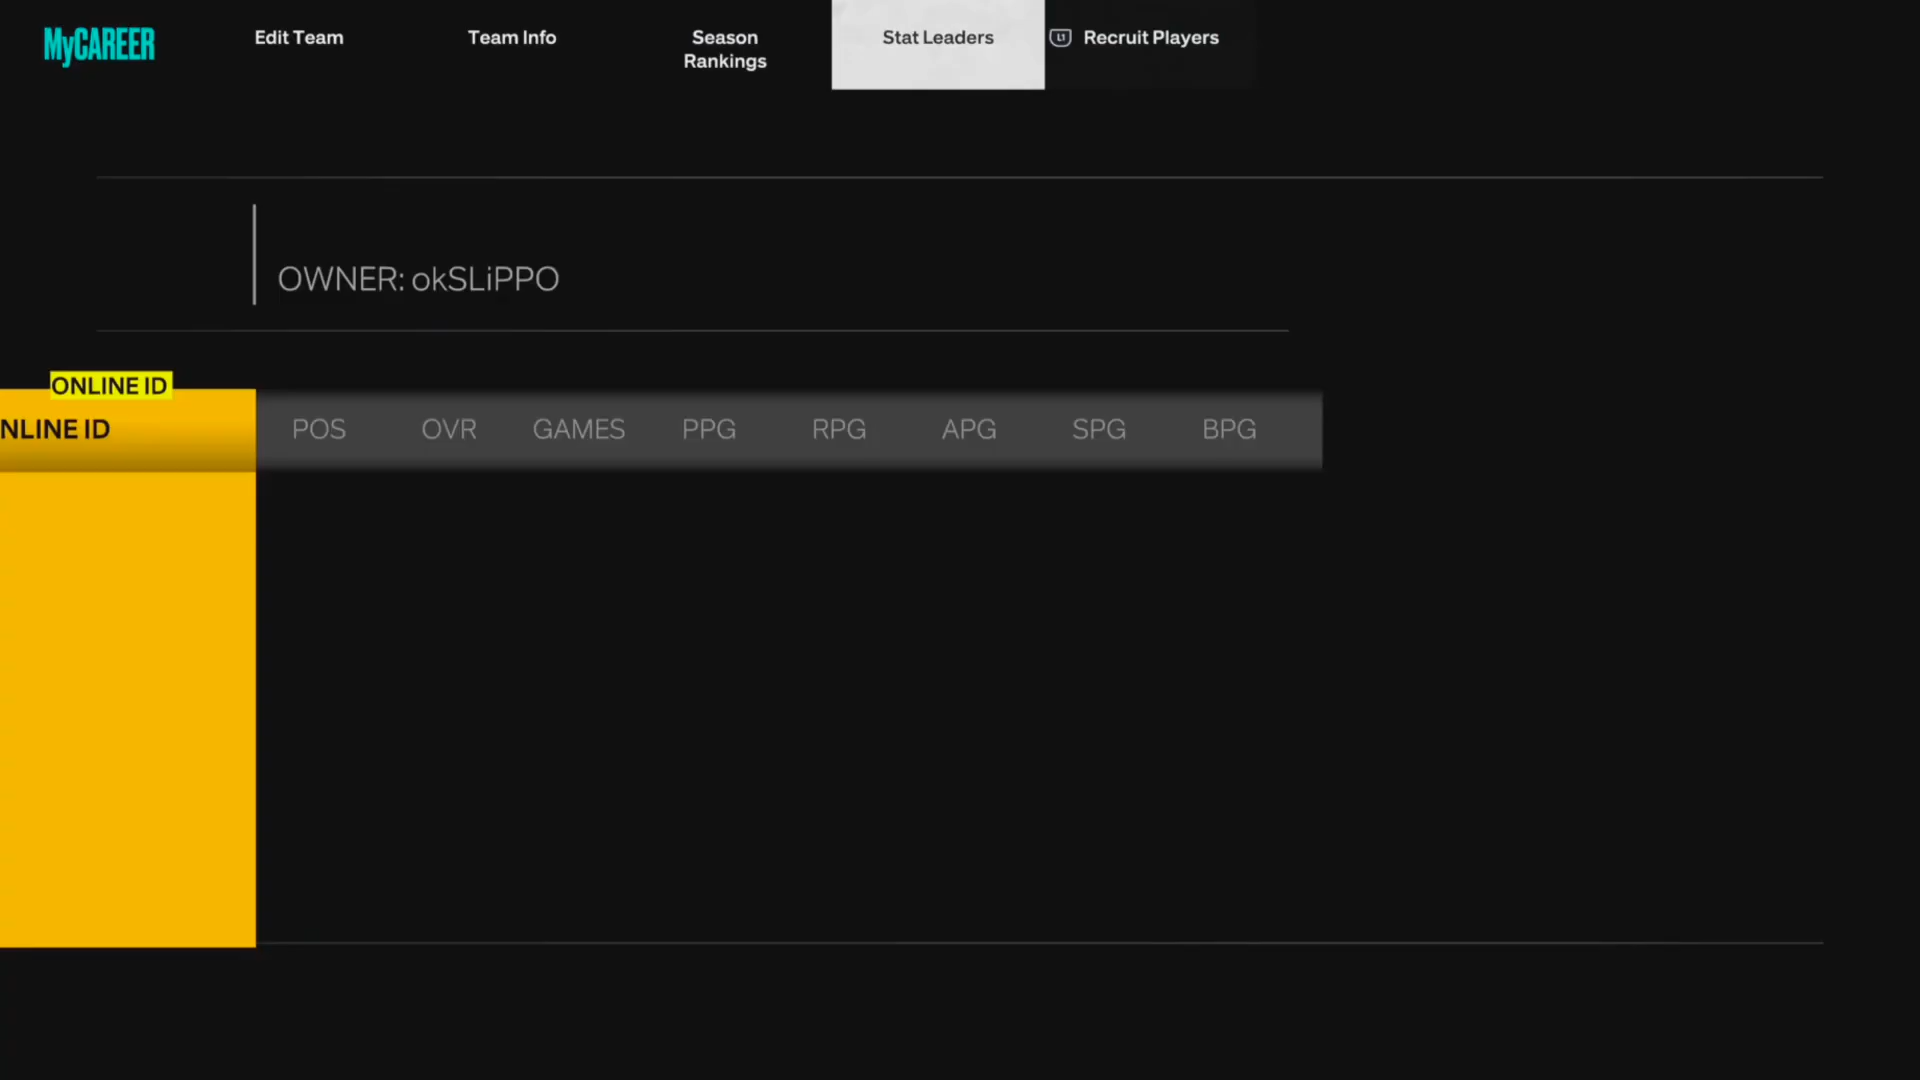 MyCAREER
Edit Team
Team Info
Season
Rankings
Stat Leaders
L1 Recruit Players
OWNER: okSLiPPO
ONLINE ID
NLINE ID POS OVR GAMES PPG RPG APG SPG BPG